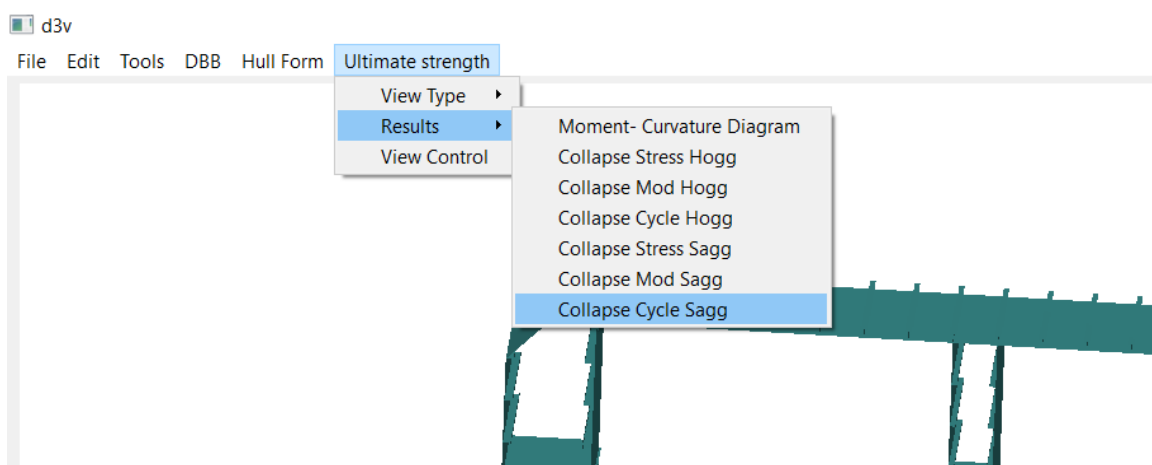 d3v
File Edit Tools DBB Hull Form Ultimate strength
View Type
Results
View Control
Moment- Curvature Diagram
Collapse Stress Hogg
Collapse Mod Hogg
Collapse Cycle Hogg
Collapse Stress Sagg
Collapse Mod Sagg
Collapse Cycle Sagg